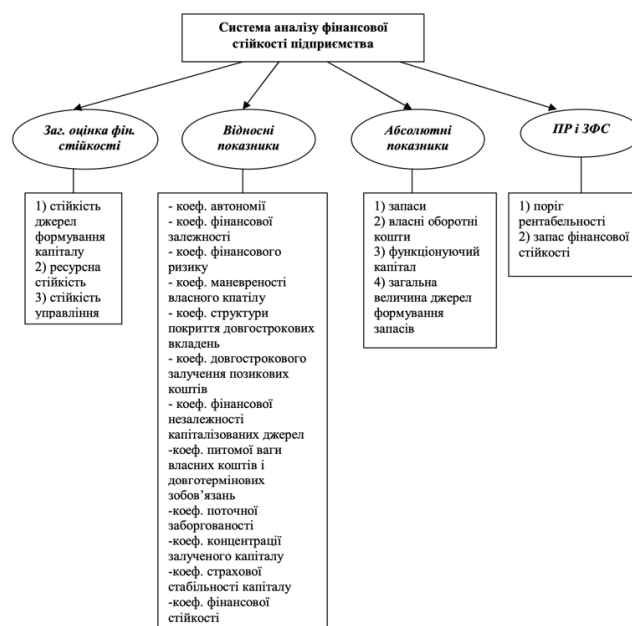 Система аналізу фінансової
стійкості підприємства
Заг. оцінка фін.
стійкості
Відносні
показники
Абсолютні
показники
ПР і ЗФС
1) стійкість
джерел
формування
капіталу
2) ресурсна
стійкість
3) стійкість
управління
- коеф. автономії
- коеф. фінансової
залежності
- коеф. фінансового
ризику
- коеф. маневреності
власного кпатілу
- коеф. структури
покриття довгострокових
вкладень
- коеф. довгострокового
залучення позикових
коштів
- коеф. фінансової
незалежності
капіталізованих джерел
-коеф. питомої ваги
власних коштів і
довготермінових
зобов’язань
-коеф. поточної
заборгованості
-коеф. концентрації
залученого капіталу
-коеф. страхової
стабільності капіталу
-коеф. фінансової
стійкості
1) запаси
2) власні оборотні
кошти
3) функціонуючий
капітал
4) загальна
величина джерел
формування
запасів
1) поріг
рентабельності
2) запас фінансової
стійкості